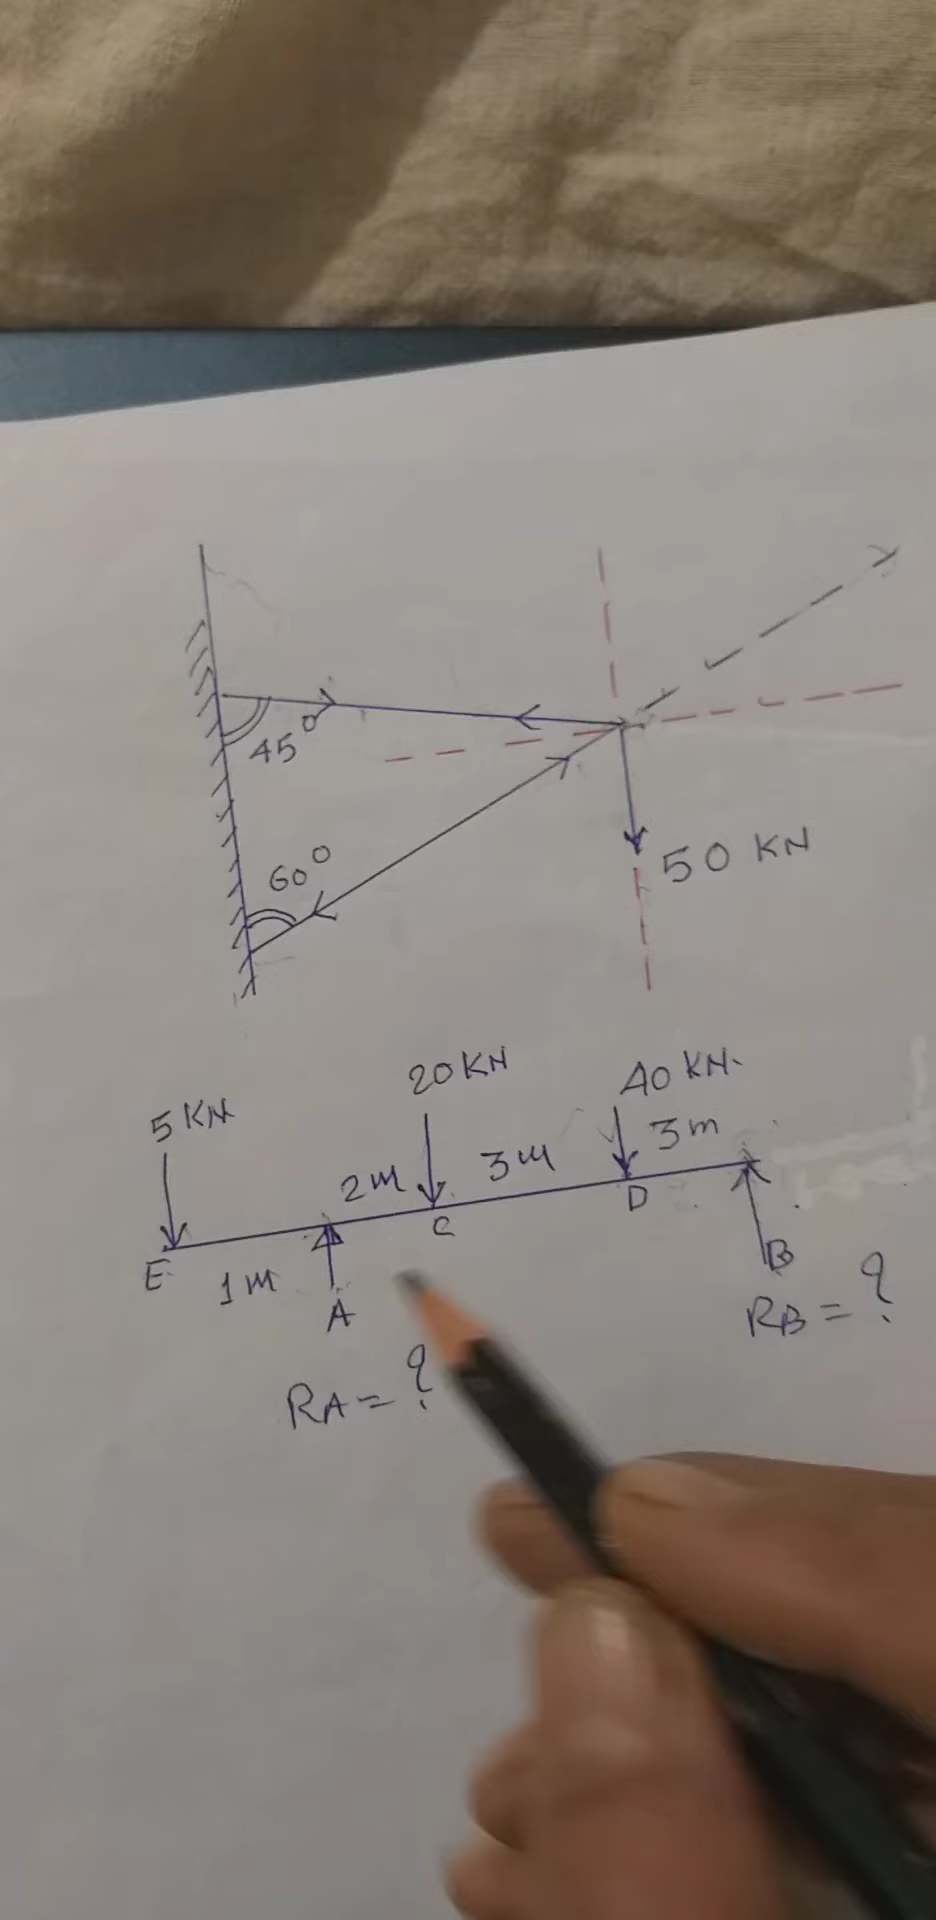 45°
60°
50 KN
5 KN
20 KN
40 KN.
2m
3m
3m
E
1m
A
C
D
B
RA = ?
RB = ?